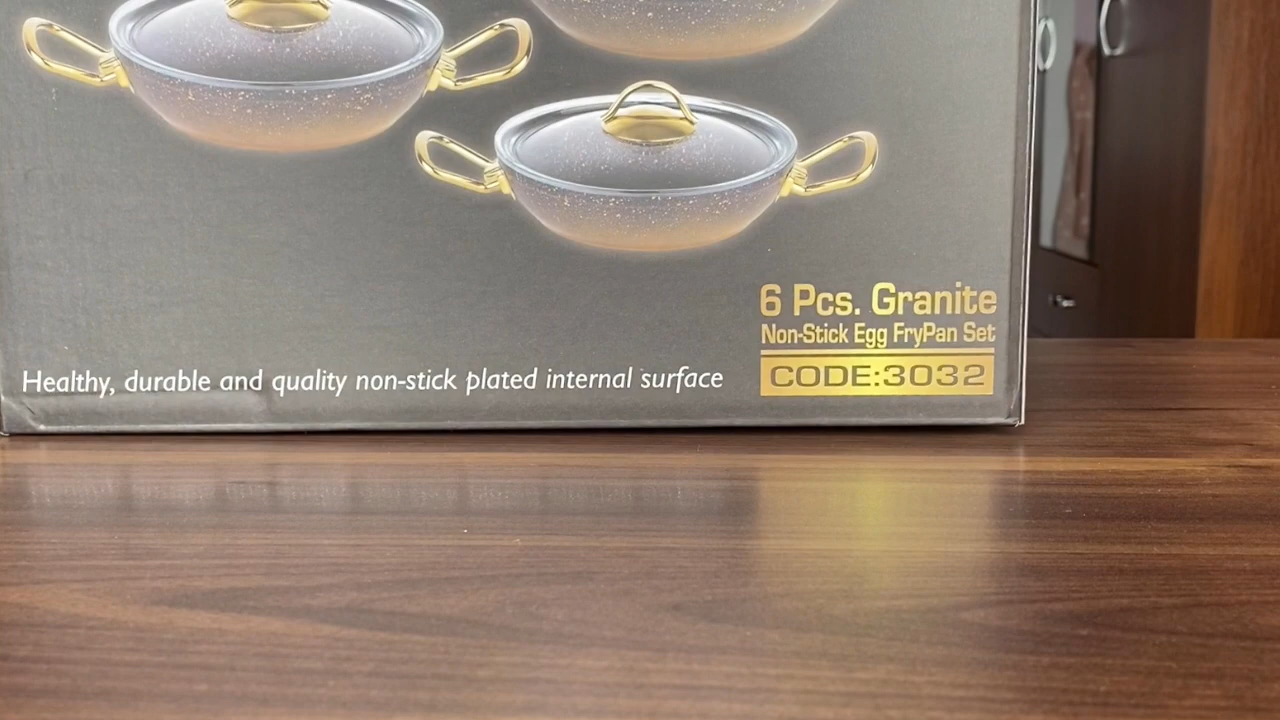 6 Pcs. Granite
Non-Stick Egg FryPan Set
Healthy, durable and quality non-stick plated internal surface
CODE:3032